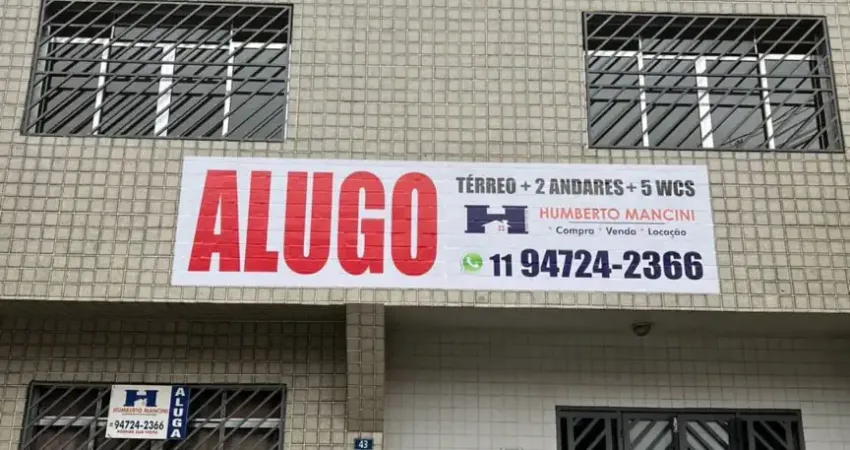 ALUGO
TÉRREO + 2 ANDARES + 5 WCS
H
HUMBERTO MANCINI
* Compra * Venda * Locação
11 94724-2366
H
HUMBERTO MANCINI
94724-2366
ALUGA
43